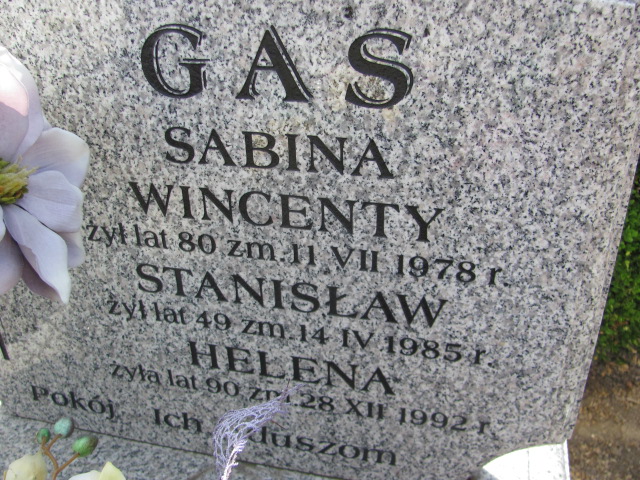 GAS
SABINA
WINCENTY
żył lat 80 zm. 11 VII 1978 r.
STANISŁAW
żył lat 49 zm. 14 IV 1985 r.
HELENA
żyła lat 90 zm. 28 XII 1992 r.
Pokój Ich duszom